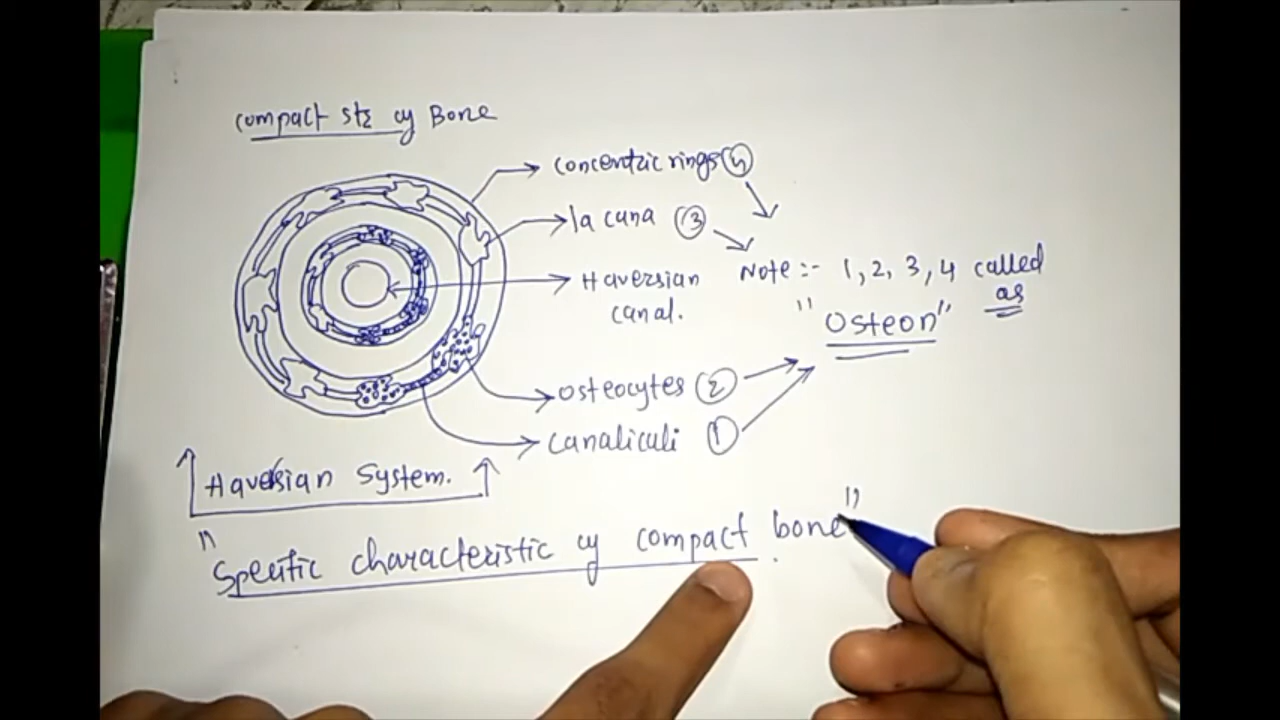 compact str of Bone
concentric rings 4
la cuna 3
Haversian
canal.
Note :- 1, 2, 3, 4 called
as
"Osteon"
osteocytes 2
canaliculi 1
Haversian System.
"Specific characteristic of compact bone"